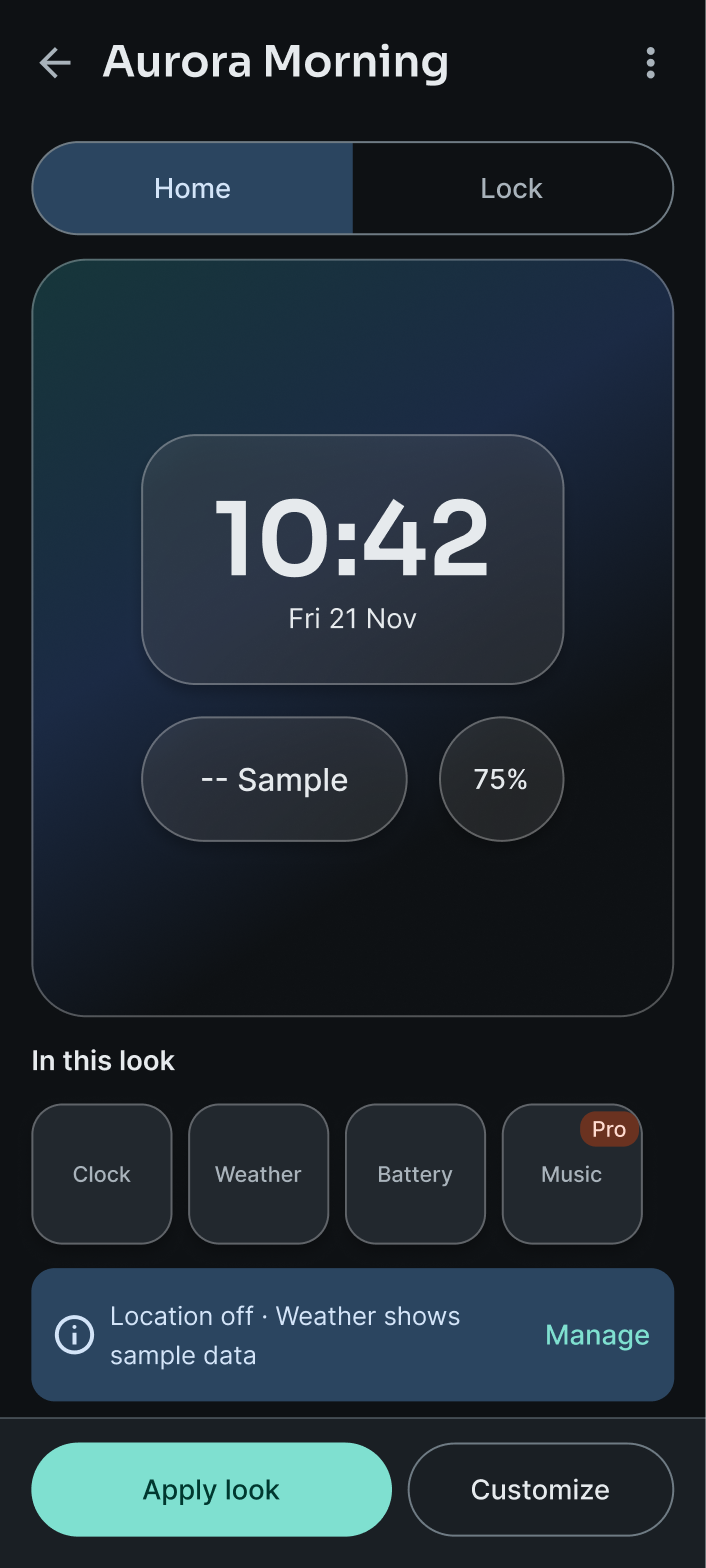 Aurora Morning
Home
Lock
10:42
Fri 21 Nov
-- Sample
75%
In this look
Clock
Weather
Battery
Pro
Music
Location off · Weather shows
sample data
Manage
Apply look
Customize